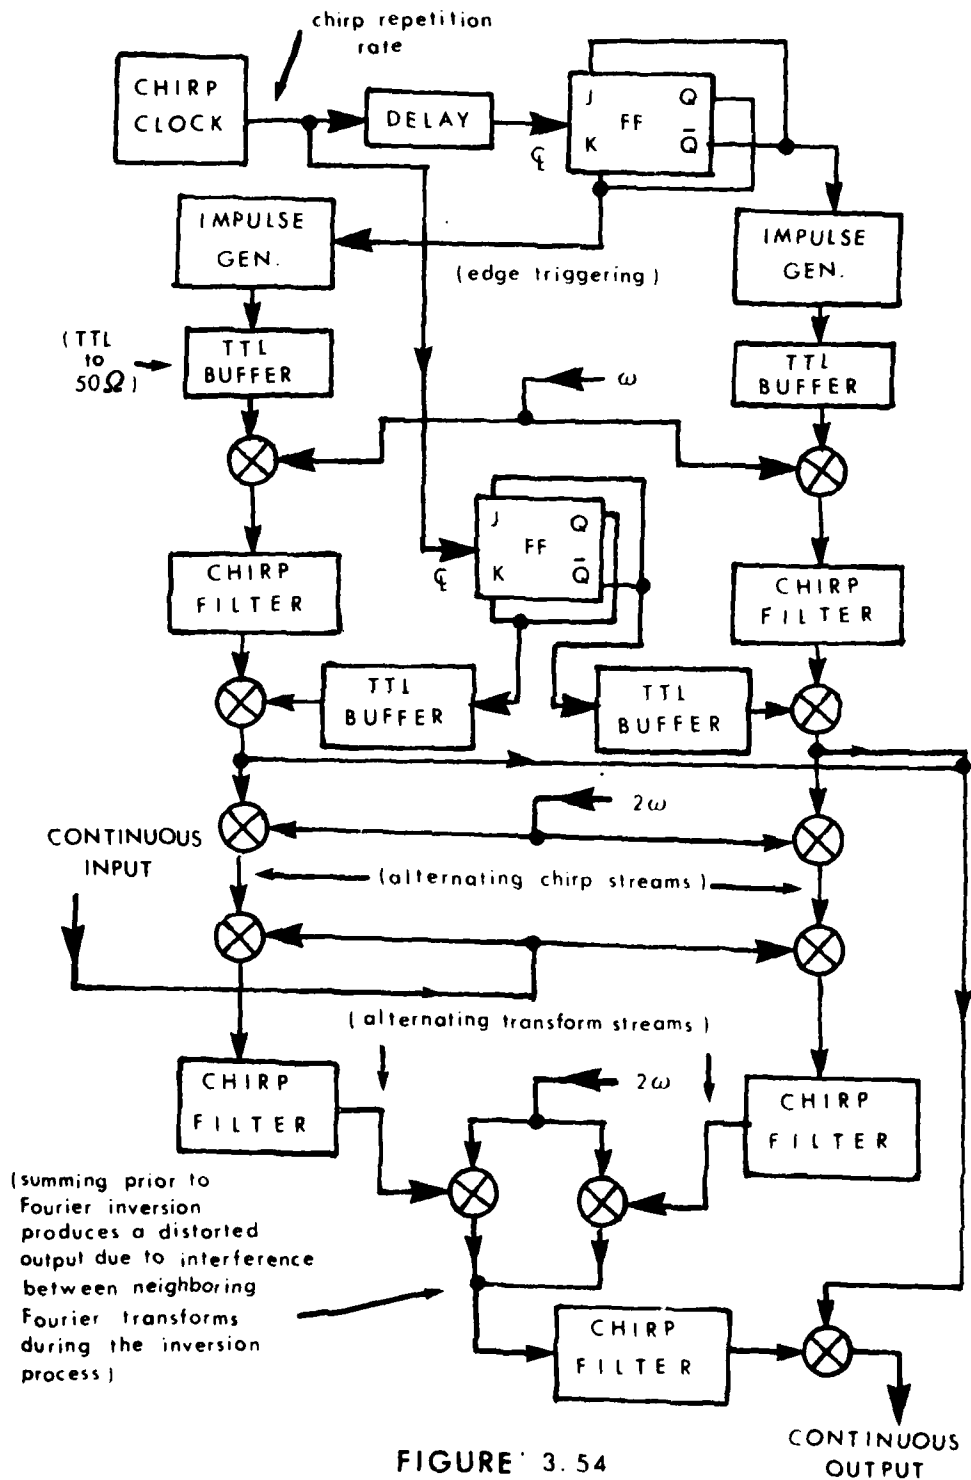 chirp repetition
rate
CHIRP
CLOCK
DELAY
J Q
FF
K Q̅
℄
IMPULSE
GEN.
IMPULSE
GEN.
(edge triggering)
(TTL
to
50Ω)
TTL
BUFFER
TTL
BUFFER
ω
J Q
FF
K Q̅
℄
CHIRP
FILTER
CHIRP
FILTER
TTL
BUFFER
TTL
BUFFER
2ω
CONTINUOUS
INPUT
(alternating chirp streams)
(alternating transform streams)
CHIRP
FILTER
2ω
CHIRP
FILTER
(summing prior to
Fourier inversion
produces a distorted
output due to interference
between neighboring
Fourier transforms
during the inversion
process)
CHIRP
FILTER
CONTINUOUS
OUTPUT
FIGURE 3.54